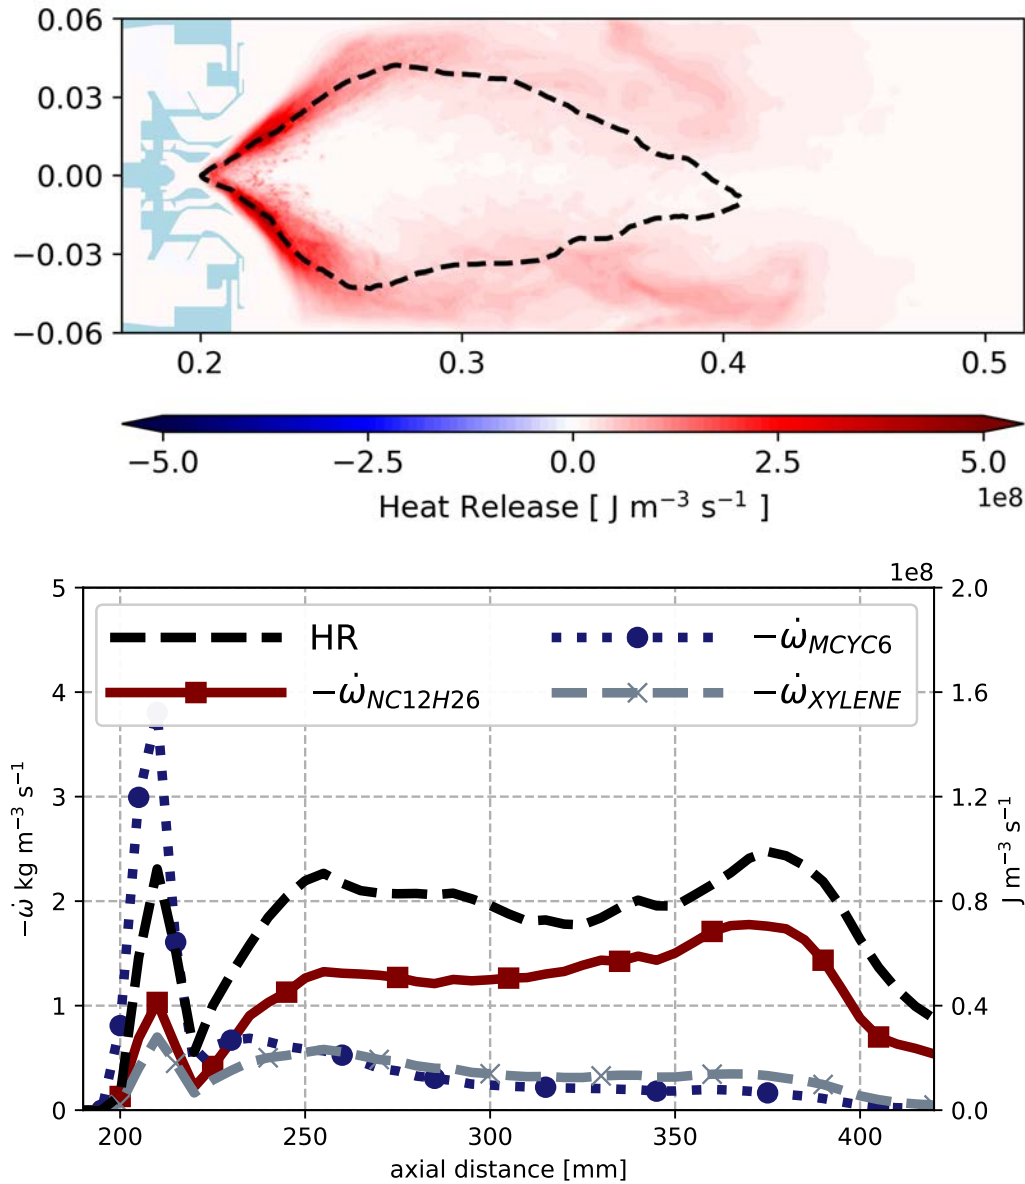 0.06
0.03
0.00
−0.03
−0.06
0.2 0.3 0.4 0.5
−5.0 −2.5 0.0 2.5 5.0
1e8
Heat Release [ J m⁻³ s⁻¹ ]
1e8
5 2.0
HR −ω̇_MCYC6
−ω̇_NC12H26 −ω̇_XYLENE
4 1.6
3 1.2
2 0.8
1 0.4
0 0.0
−ω̇ kg m⁻³ s⁻¹
J m⁻³ s⁻¹
200 250 300 350 400
axial distance [mm]